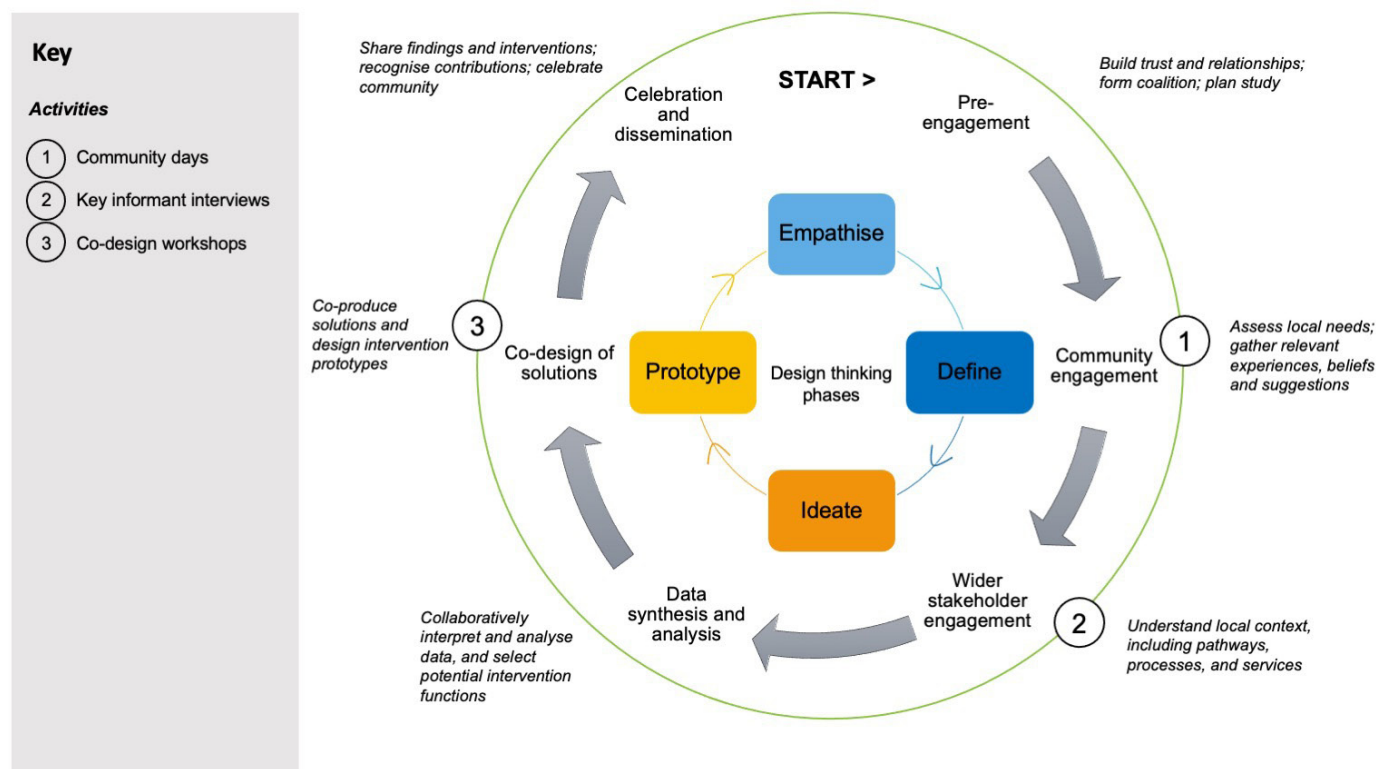 Key
Activities
1 Community days
2 Key informant interviews
3 Co-design workshops
START >
Pre-
engagement
Build trust and relationships;
form coalition; plan study
Community
engagement
1
Assess local needs;
gather relevant
experiences, beliefs
and suggestions
Wider
stakeholder
engagement
2
Understand local context,
including pathways,
processes, and services
Data
synthesis and
analysis
Collaboratively
interpret and analyse
data, and select
potential intervention
functions
Co-design of
solutions
3
Co-produce
solutions and
design intervention
prototypes
Celebration
and
dissemination
Share findings and interventions;
recognise contributions; celebrate
community
Empathise
Define
Ideate
Prototype
Design thinking
phases